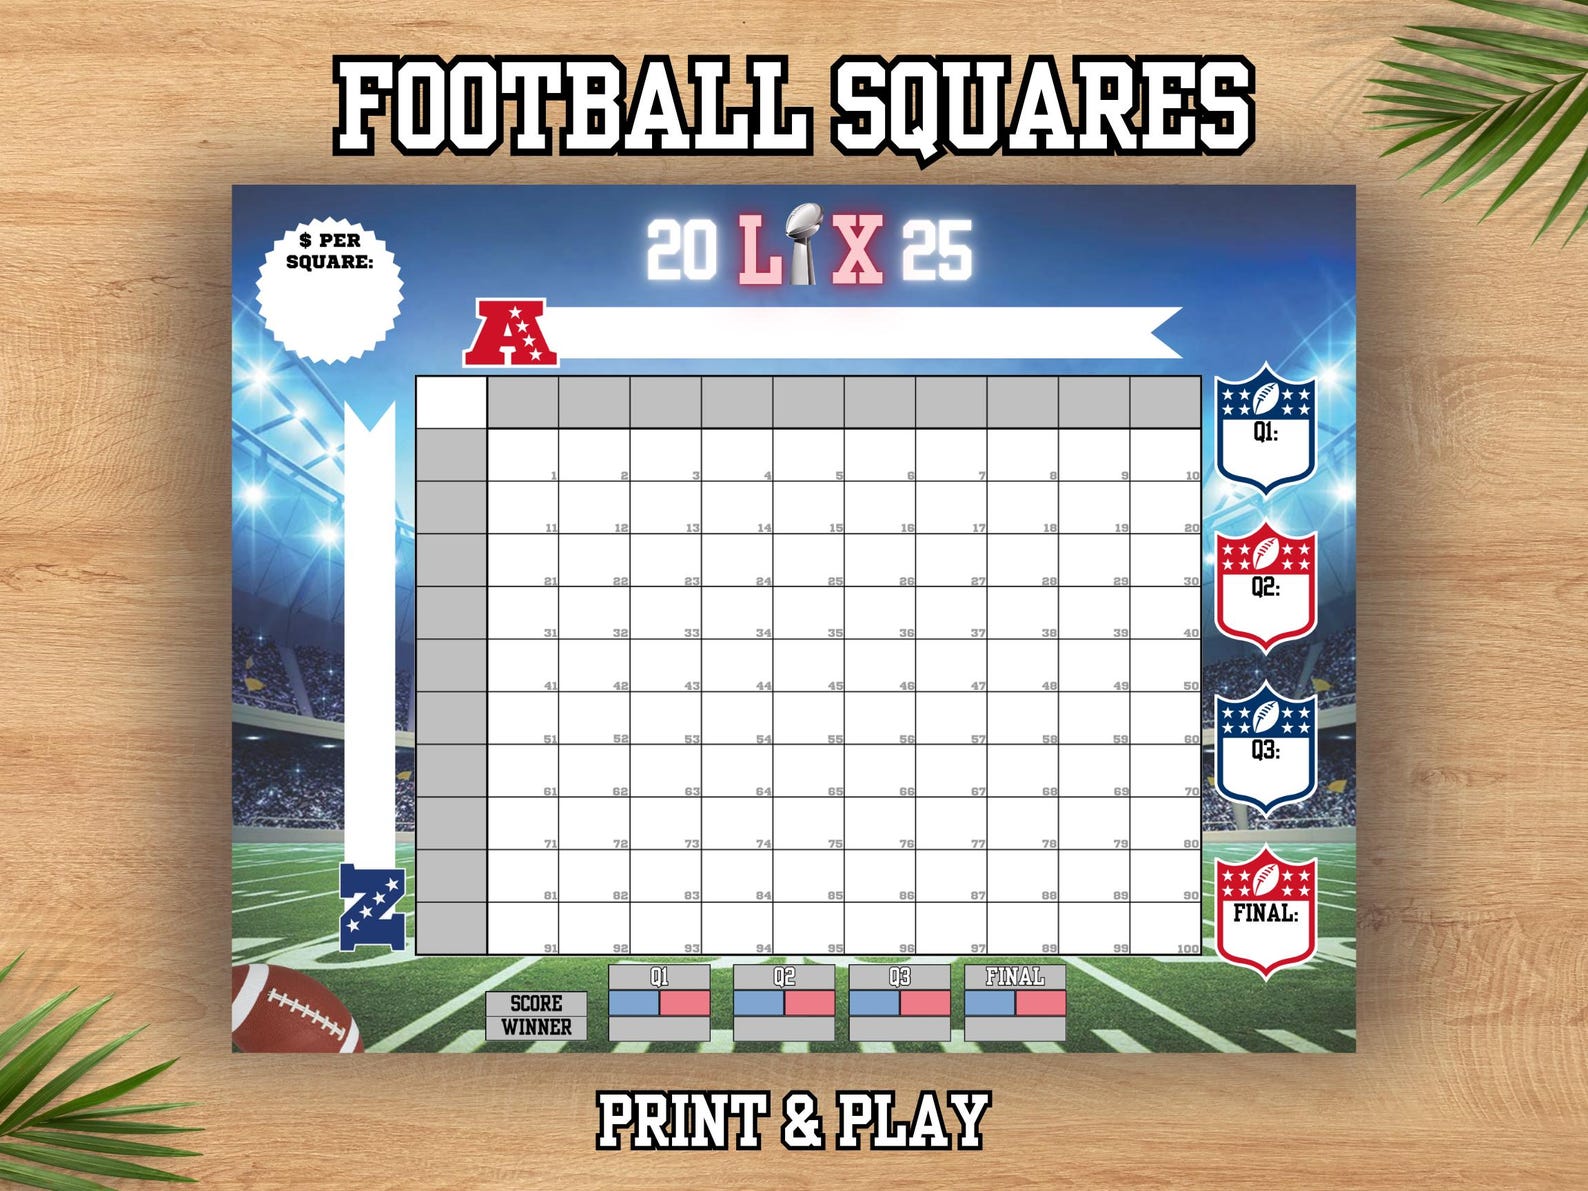 FOOTBALL SQUARES
$ PER
SQUARE:
20 L X 25
A
1 2 3 4 5 6 7 8 9 10
11 12 13 14 15 16 17 18 19 20
21 22 23 24 25 26 27 28 29 30
31 32 33 34 35 36 37 38 39 40
41 42 43 44 45 46 47 48 49 50
51 52 53 54 55 56 57 58 59 60
61 62 63 64 65 66 67 68 69 70
71 72 73 74 75 76 77 78 79 80
81 82 83 84 85 86 87 88 89 90
91 92 93 94 95 96 97 89 99 100
N
Q1:
Q2:
Q3:
FINAL:
Q1 Q2 Q3 FINAL
SCORE
WINNER
PRINT & PLAY